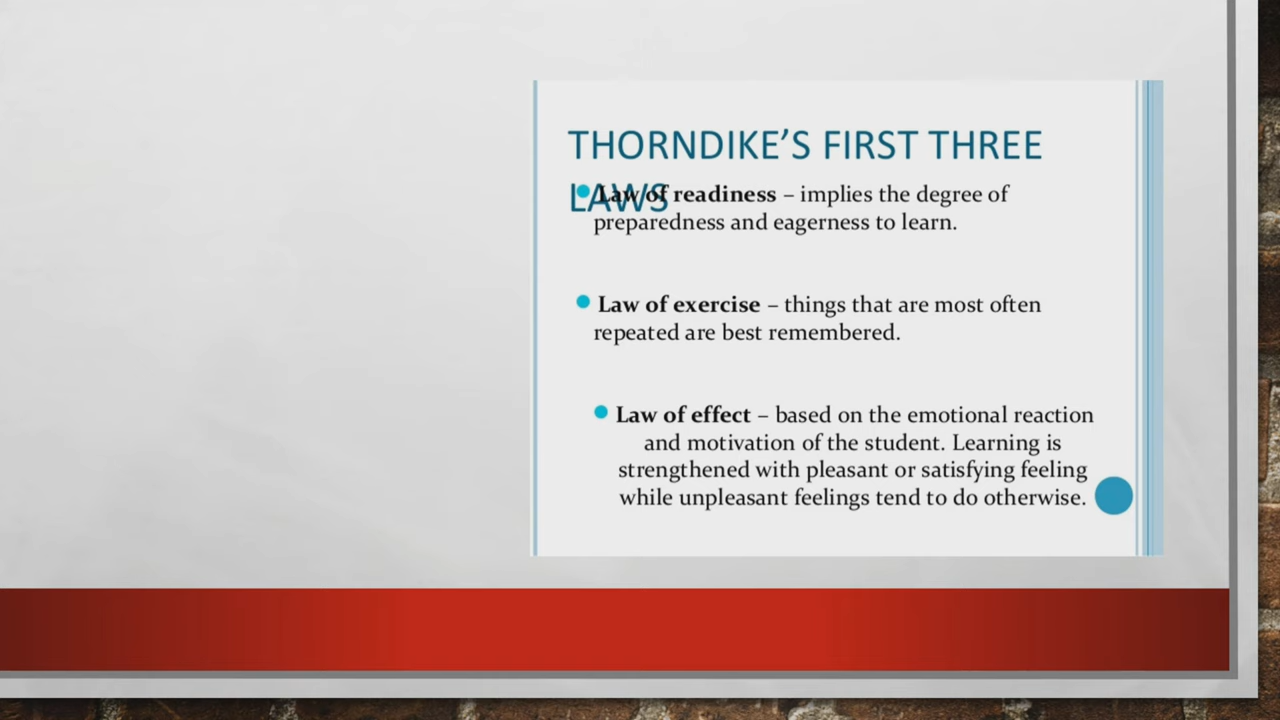 THORNDIKE’S FIRST THREE
LAWS
Law of readiness – implies the degree of
preparedness and eagerness to learn.
Law of exercise – things that are most often
repeated are best remembered.
Law of effect – based on the emotional reaction
and motivation of the student. Learning is
strengthened with pleasant or satisfying feeling
while unpleasant feelings tend to do otherwise.